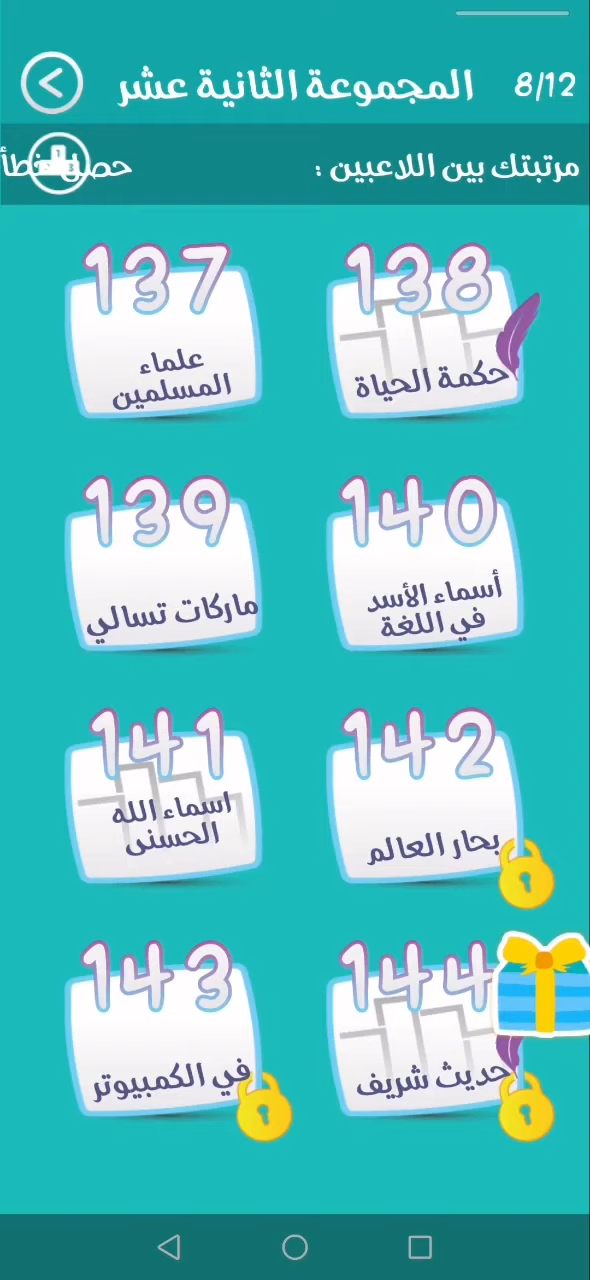 المجموعة الثانية عشر 8/12
مرتبتك بين اللاعبين :
137
علماء
المسلمين
138
حكمة الحياة
139
ماركات تسالي
140
أسماء الأسد
في اللغة
141
اسماء الله
الحسنى
142
بحار العالم
143
في الكمبيوتر
144
حديث شريف